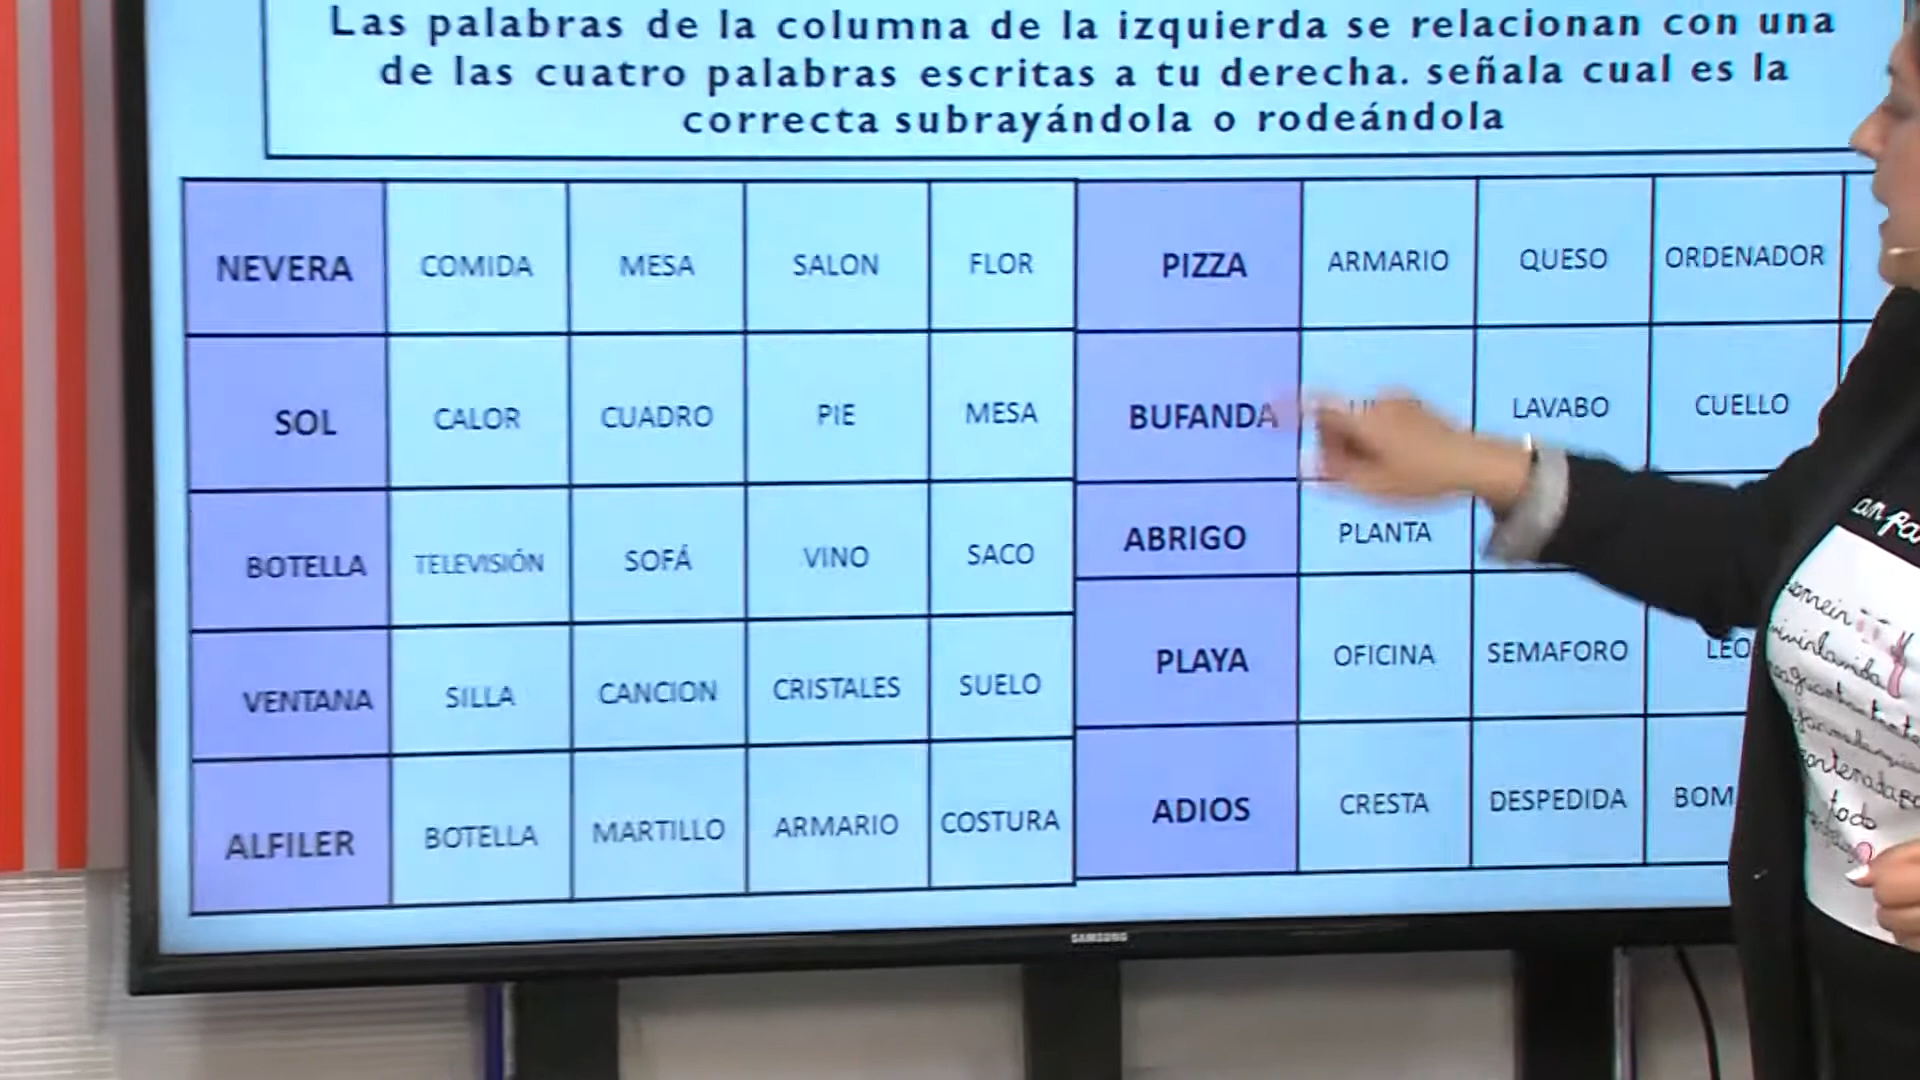 Las palabras de la columna de la izquierda se relacionan con una
de las cuatro palabras escritas a tu derecha. señala cual es la
correcta subrayándola o rodeándola
NEVERA COMIDA MESA SALON FLOR PIZZA ARMARIO QUESO ORDENADOR
SOL CALOR CUADRO PIE MESA BUFANDA LAVABO CUELLO
BOTELLA TELEVISIÓN SOFÁ VINO SACO ABRIGO PLANTA
VENTANA SILLA CANCION CRISTALES SUELO PLAYA OFICINA SEMAFORO
ALFILER BOTELLA MARTILLO ARMARIO COSTURA ADIOS CRESTA DESPEDIDA
SAMSUNG
todo